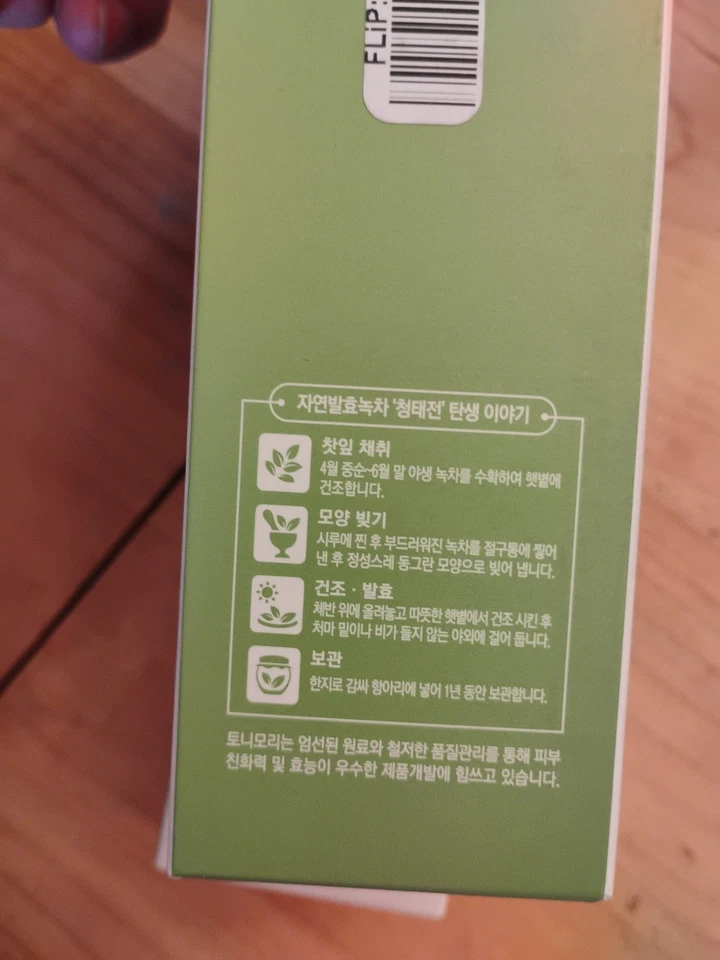 FLiP:
자연발효녹차 '청태전' 탄생 이야기
찻잎 채취
4월 중순~6월 말 야생 녹차를 수확하여 햇볕에
건조합니다.
모양 빚기
시루에 찐 후 부드러워진 녹차를 절구통에 찧어
낸 후 정성스레 동그란 모양으로 빚어 냅니다.
건조 · 발효
체반 위에 올려놓고 따뜻한 햇볕에서 건조 시킨 후
처마 밑이나 비가 들지 않는 야외에 걸어 둡니다.
보관
한지로 감싸 항아리에 넣어 1년 동안 보관합니다.
토니모리는 엄선된 원료와 철저한 품질관리를 통해 피부
친화력 및 효능이 우수한 제품개발에 힘쓰고 있습니다.